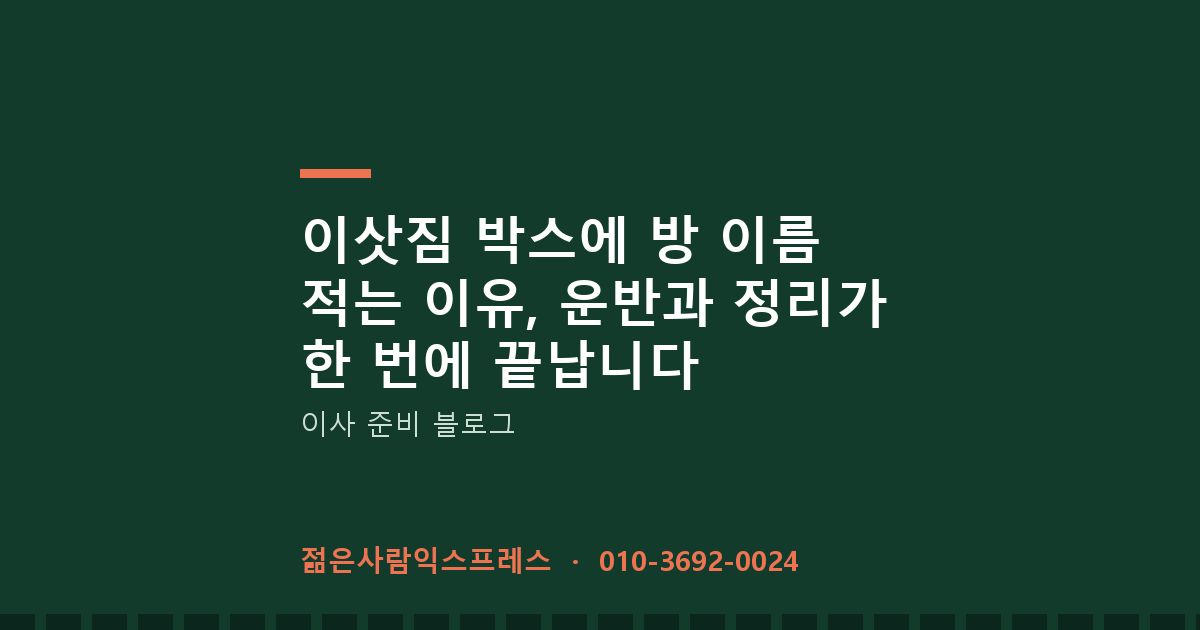 이삿짐 박스에 방 이름
적는 이유, 운반과 정리가
한 번에 끝납니다
이사 준비 블로그
젊은사람익스프레스 · 010-3692-0024